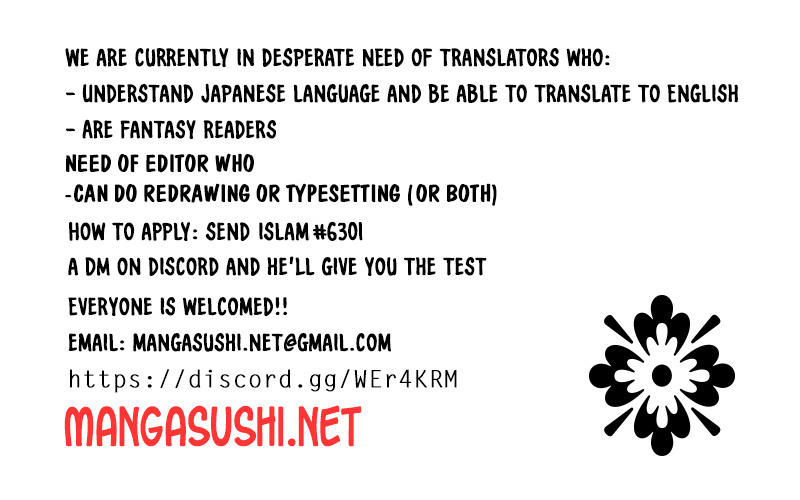 WE ARE CURRENTLY IN DESPERATE NEED OF TRANSLATORS WHO:
- UNDERSTAND JAPANESE LANGUAGE AND BE ABLE TO TRANSLATE TO ENGLISH
- ARE FANTASY READERS
NEED OF EDITOR WHO
-CAN DO REDRAWING OR TYPESETTING (OR BOTH)
HOW TO APPLY: SEND ISLAM#6301
A DM ON DISCORD AND HE'LL GIVE YOU THE TEST
EVERYONE IS WELCOMED!!
EMAIL: MANGASUSHI.NET@GMAIL.COM
https://discord.gg/WEr4KRM
MANGASUSHI.NET